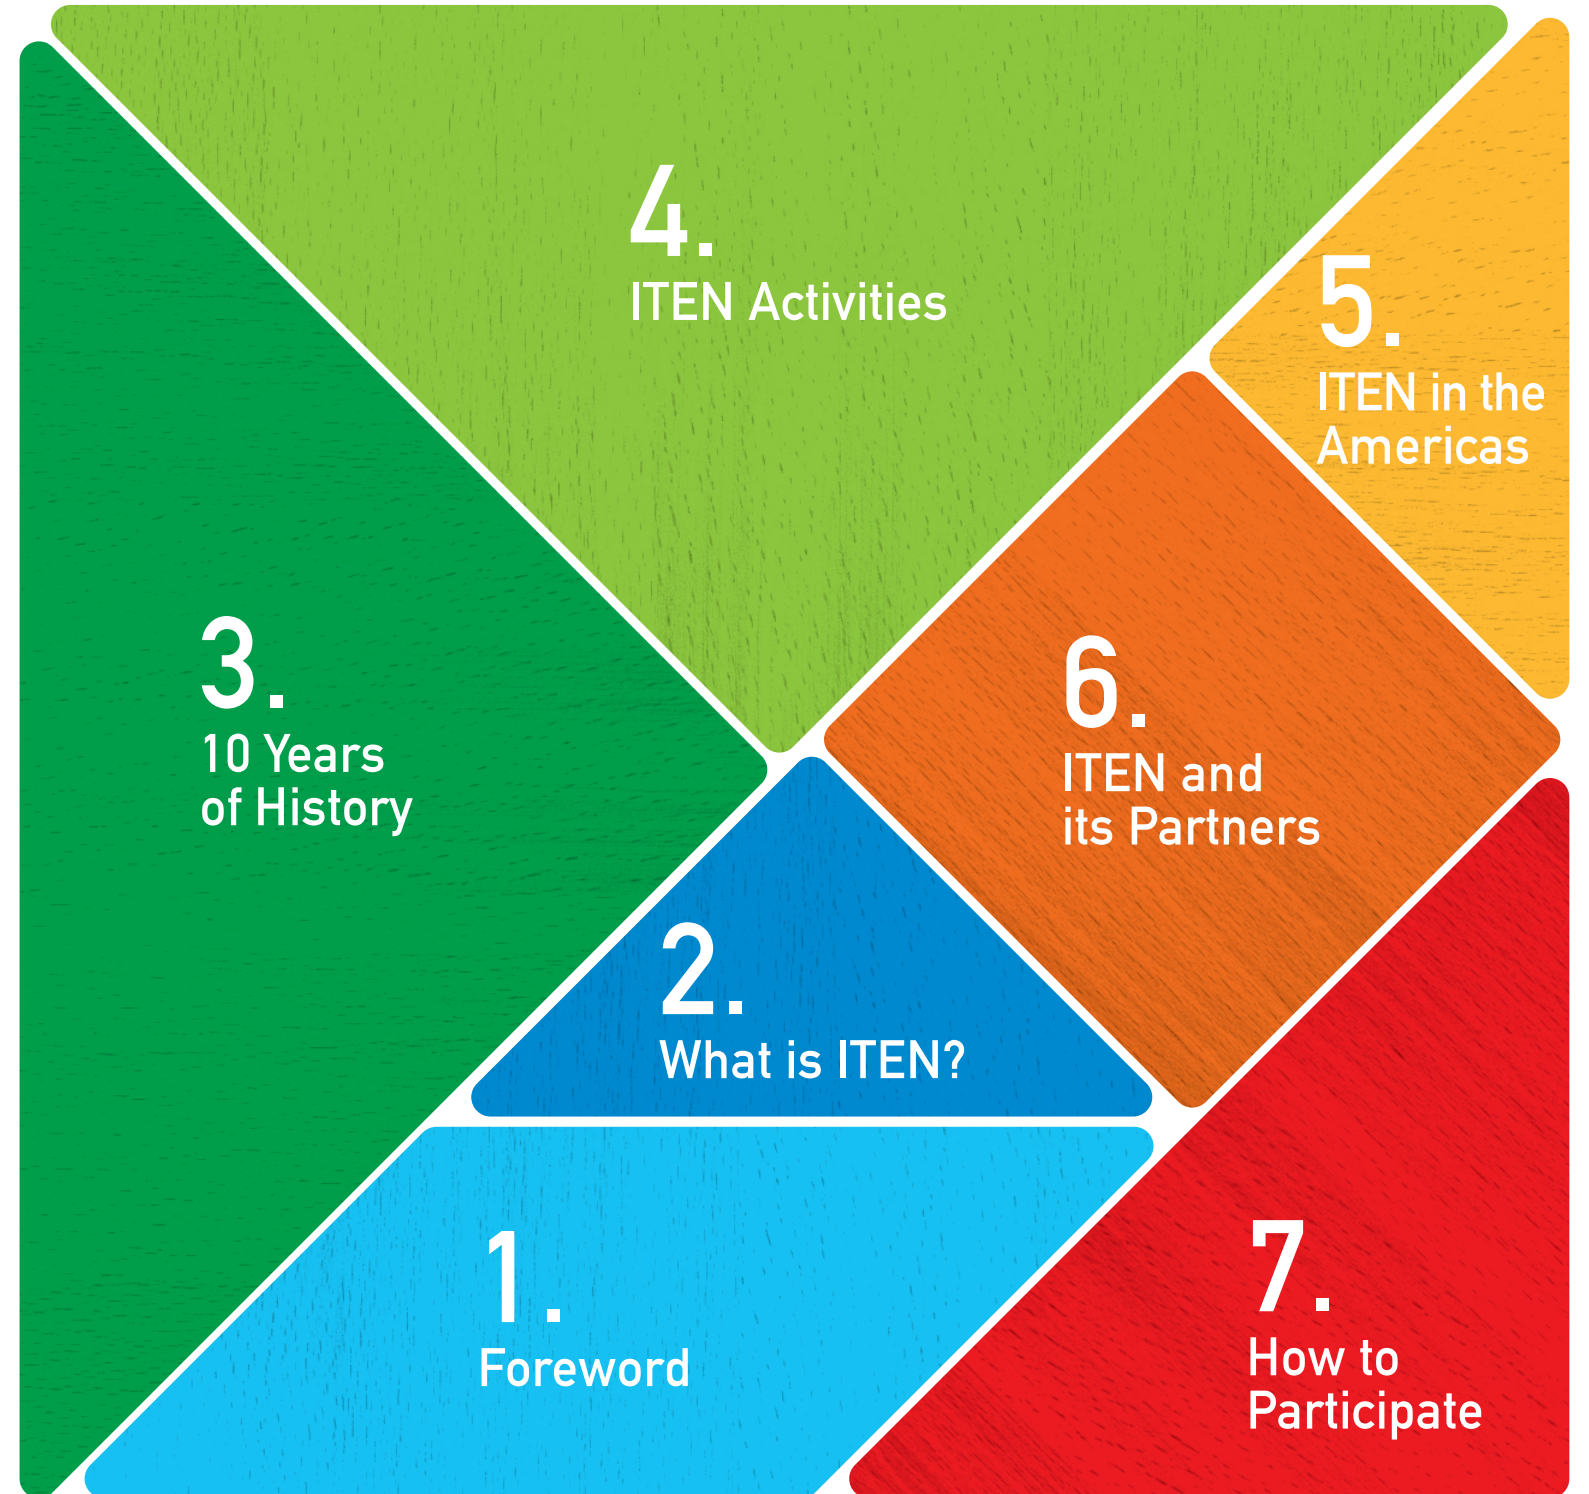 4.
ITEN Activities
5.
ITEN in the
Americas
3.
10 Years
of History
6.
ITEN and
its Partners
2.
What is ITEN?
1.
Foreword
7.
How to
Participate